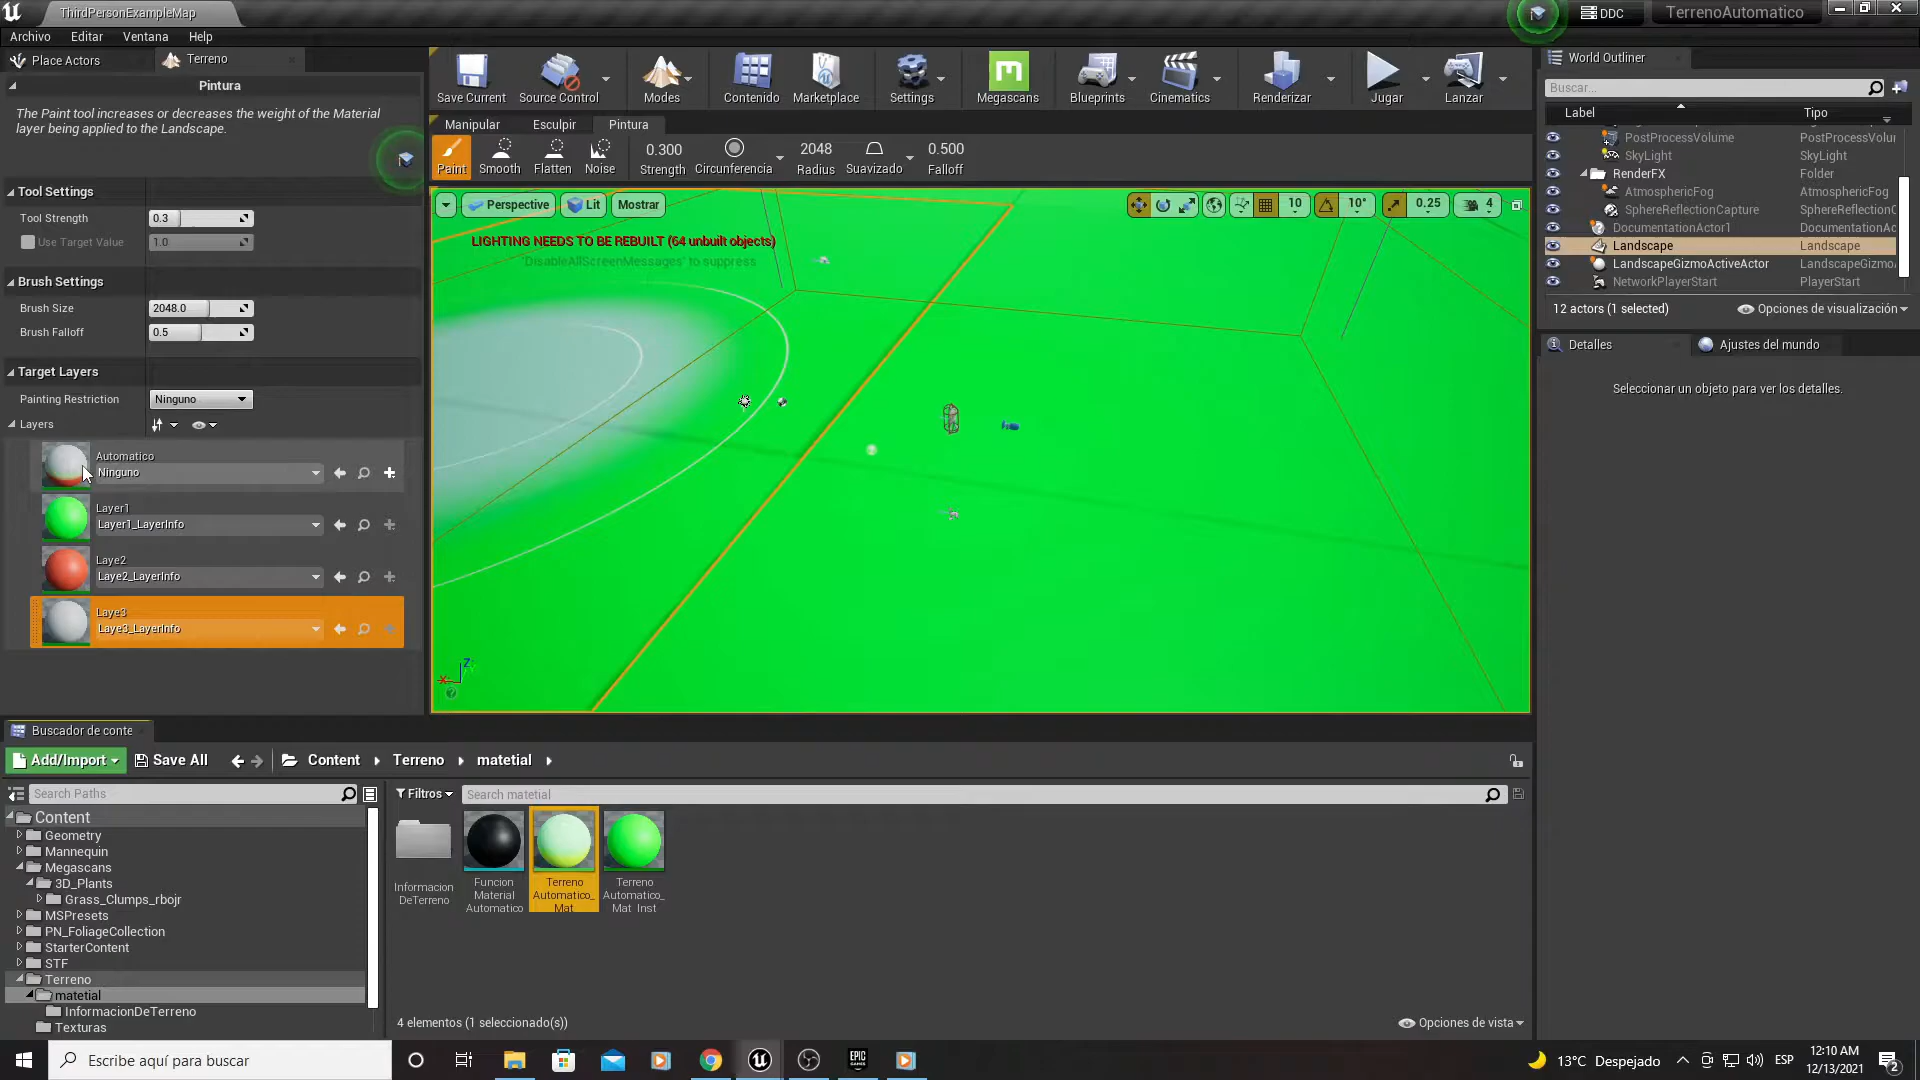 ThirdPersonExampleMap
DDC
TerrenoAutomatico
Archivo
Editar
Ventana
Help
Place Actors
Terreno
Pintura
The Paint tool increases or decreases the weight of the Material
layer being applied to the Landscape.
Tool Settings
Tool Strength
0.3
Use Target Value
1.0
Brush Settings
Brush Size
2048.0
Brush Falloff
0.5
Target Layers
Painting Restriction
Ninguno
Layers
Automatico
Ninguno
Layer1
Layer1_LayerInfo
Laye2
Laye2_LayerInfo
Laye3
Laye3_LayerInfo
Save Current
Source Control
Modes
Contenido
Marketplace
Settings
Megascans
Blueprints
Cinematics
Renderizar
Jugar
Lanzar
Manipular
Esculpir
Pintura
Paint
Smooth
Flatten
Noise
0.300
Strength
Circunferencia
2048
Radius
Suavizado
0.500
Falloff
Perspective
Lit
Mostrar
10
10°
0.25
4
LIGHTING NEEDS TO BE REBUILT (64 unbuilt objects)
'DisableAllScreenMessages' to suppress
X
Z
World Outliner
Buscar...
Label
Tipo
PostProcessVolume
PostProcessVolu
SkyLight
SkyLight
RenderFX
Folder
AtmosphericFog
AtmosphericFog
SphereReflectionCapture
SphereReflectionC
DocumentationActor1
DocumentationAc
Landscape
Landscape
LandscapeGizmoActiveActor
LandscapeGizmo
NetworkPlayerStart
PlayerStart
12 actors (1 selected)
Opciones de visualización
Detalles
Ajustes del mundo
Seleccionar un objeto para ver los detalles.
Buscador de conte
Add/Import
Save All
Content
Terreno
matetial
Search Paths
Filtros
Search matetial
Content
Geometry
Mannequin
Megascans
3D_Plants
Grass_Clumps_rbojr
MSPresets
PN_FoliageCollection
StarterContent
STF
Terreno
matetial
InformacionDeTerreno
Texturas
Informacion
DeTerreno
Funcion
Material
Automatico
Terreno
Automatico_
Mat
Terreno
Automatico_
Mat_Inst
4 elementos (1 seleccionado(s))
Opciones de vista
Escribe aquí para buscar
EPIC
GAMES
13°C
Despejado
ESP
12:10 AM
12/13/2021
2